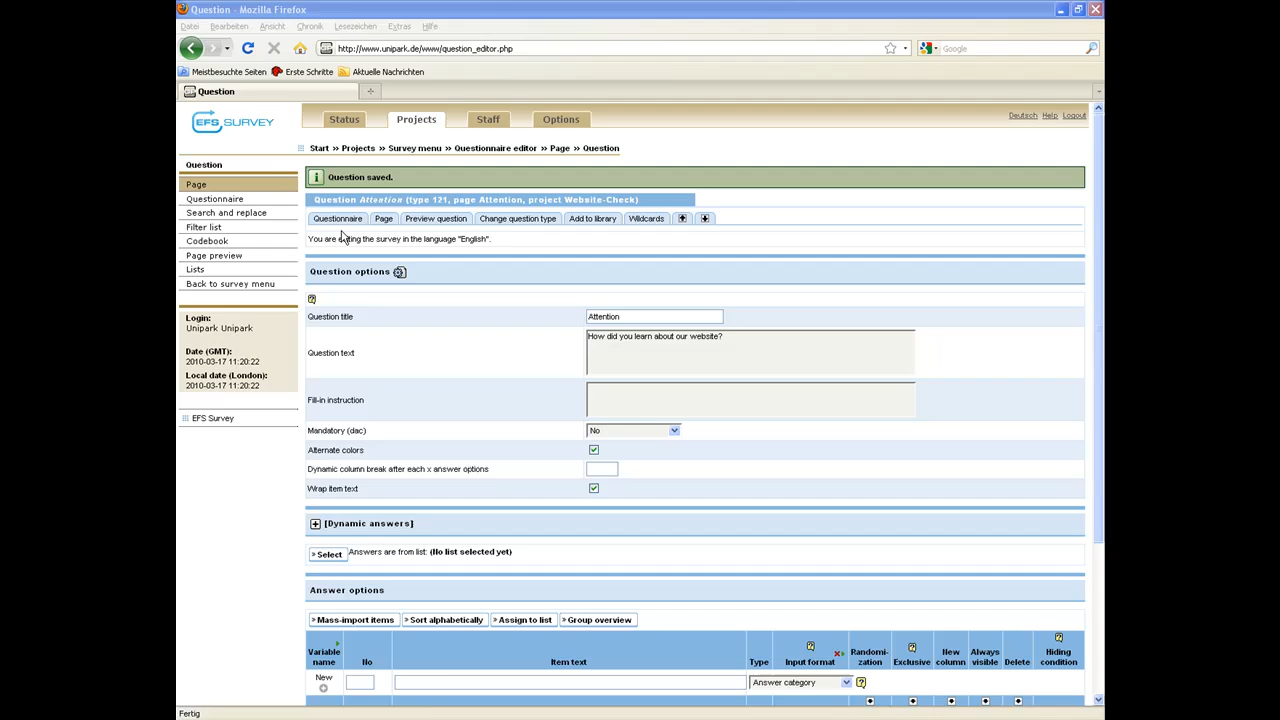 Question - Mozilla Firefox
Datei Bearbeiten Ansicht Chronik Lesezeichen Extras Hilfe
http://www.unipark.de/www/question_editor.php
Google
Meistbesuchte Seiten Erste Schritte Aktuelle Nachrichten
Question
EFS SURVEY
Status Projects Staff Options
Deutsch Help Logout
Start » Projects » Survey menu » Questionnaire editor » Page » Question
Question
Page
Questionnaire
Search and replace
Filter list
Codebook
Page preview
Lists
Back to survey menu
Login:
Unipark Unipark
Date (GMT):
2010-03-17 11:20:22
Local date (London):
2010-03-17 11:20:22
EFS Survey
Question saved.
Question Attention (type 121, page Attention, project Website-Check)
Questionnaire Page Preview question Change question type Add to library Wildcards
You are editing the survey in the language "English".
Question options
Question title Attention
Question text How did you learn about our website?
Fill-in instruction
Mandatory (dac) No
Alternate colors
Dynamic column break after each x answer options
Wrap item text
[Dynamic answers]
Select Answers are from list: (No list selected yet)
Answer options
Mass-import items Sort alphabetically Assign to list Group overview
Variable name No Item text Type Input format Randomi-zation Exclusive New column Always visible Delete Hiding condition
New Answer category
Fertig